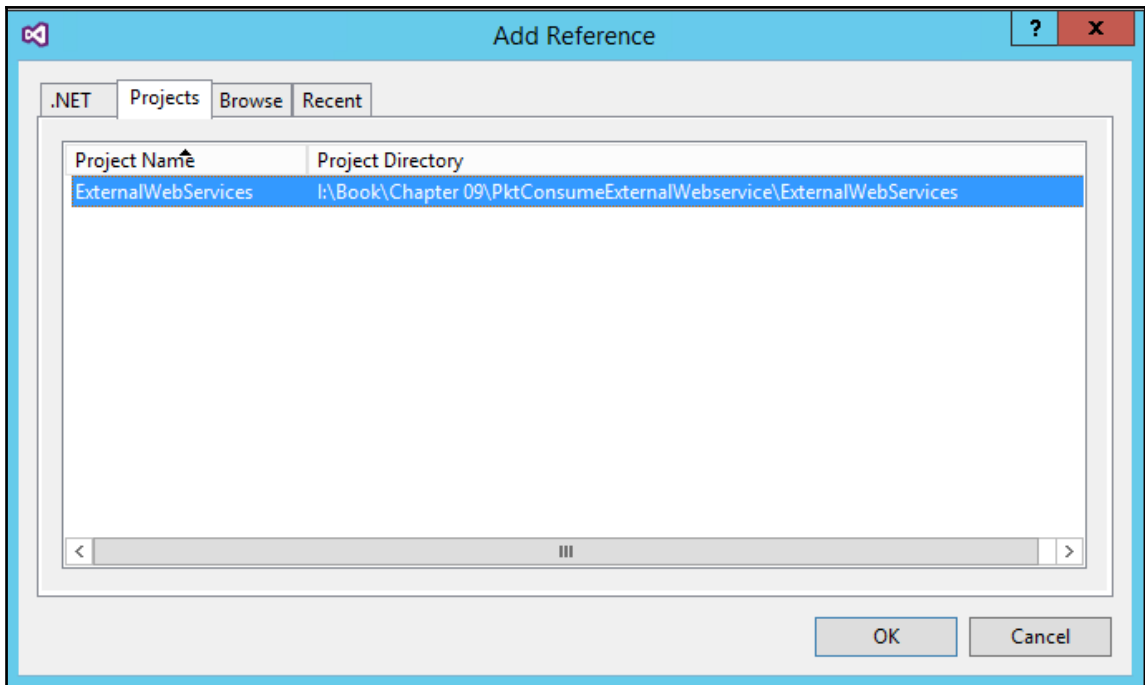 Add Reference
? x
.NET Projects Browse Recent
Project Name Project Directory
ExternalWebServices I:\Book\Chapter 09\PktConsumeExternalWebservice\ExternalWebServices
OK Cancel